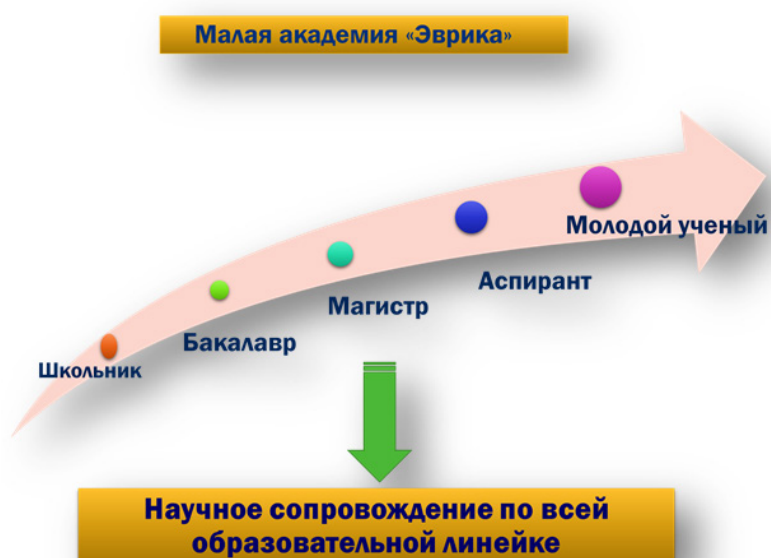 Малая академия «Эврика»
Молодой ученый
Аспирант
Магистр
Бакалавр
Школьник
Научное сопровождение по всей
образовательной линейке